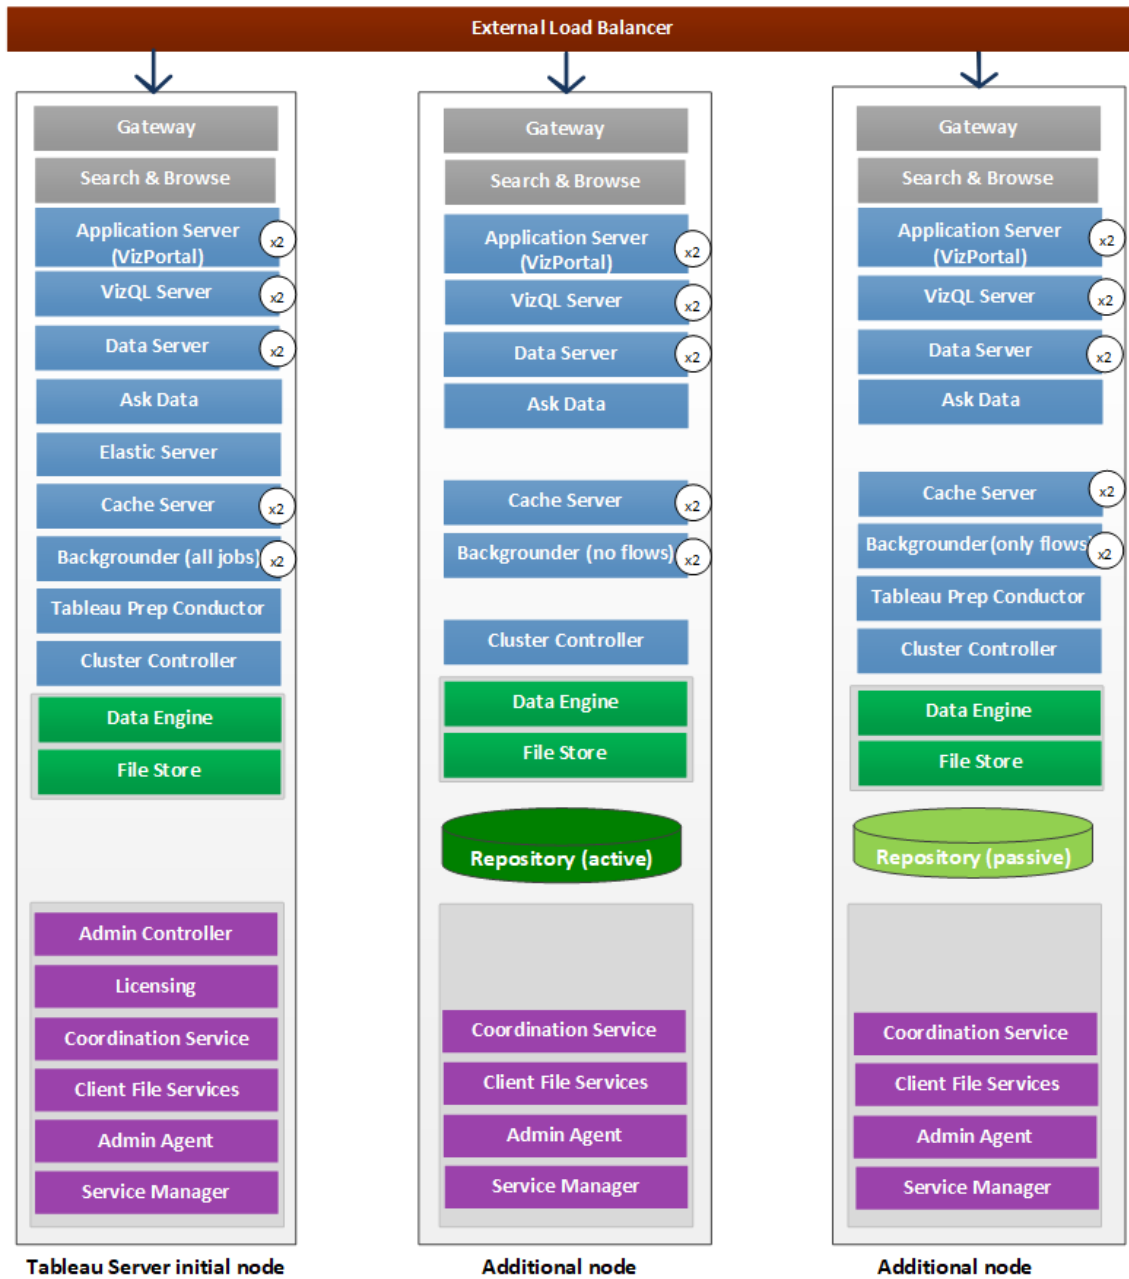 External Load Balancer
Gateway
Search & Browse
Application Server
(VizPortal)
x2
VizQL Server
x2
Data Server
x2
Ask Data
Elastic Server
Cache Server
x2
Backgrounder (all jobs)
x2
Tableau Prep Conductor
Cluster Controller
Data Engine
File Store
Admin Controller
Licensing
Coordination Service
Client File Services
Admin Agent
Service Manager
Tableau Server initial node
Gateway
Search & Browse
Application Server
(VizPortal)
x2
VizQL Server
x2
Data Server
x2
Ask Data
Cache Server
x2
Backgrounder (no flows)
x2
Cluster Controller
Data Engine
File Store
Repository (active)
Coordination Service
Client File Services
Admin Agent
Service Manager
Additional node
Gateway
Search & Browse
Application Server
(VizPortal)
x2
VizQL Server
x2
Data Server
x2
Ask Data
Cache Server
x2
Backgrounder(only flows)
x2
Tableau Prep Conductor
Cluster Controller
Data Engine
File Store
Repository (passive)
Coordination Service
Client File Services
Admin Agent
Service Manager
Additional node